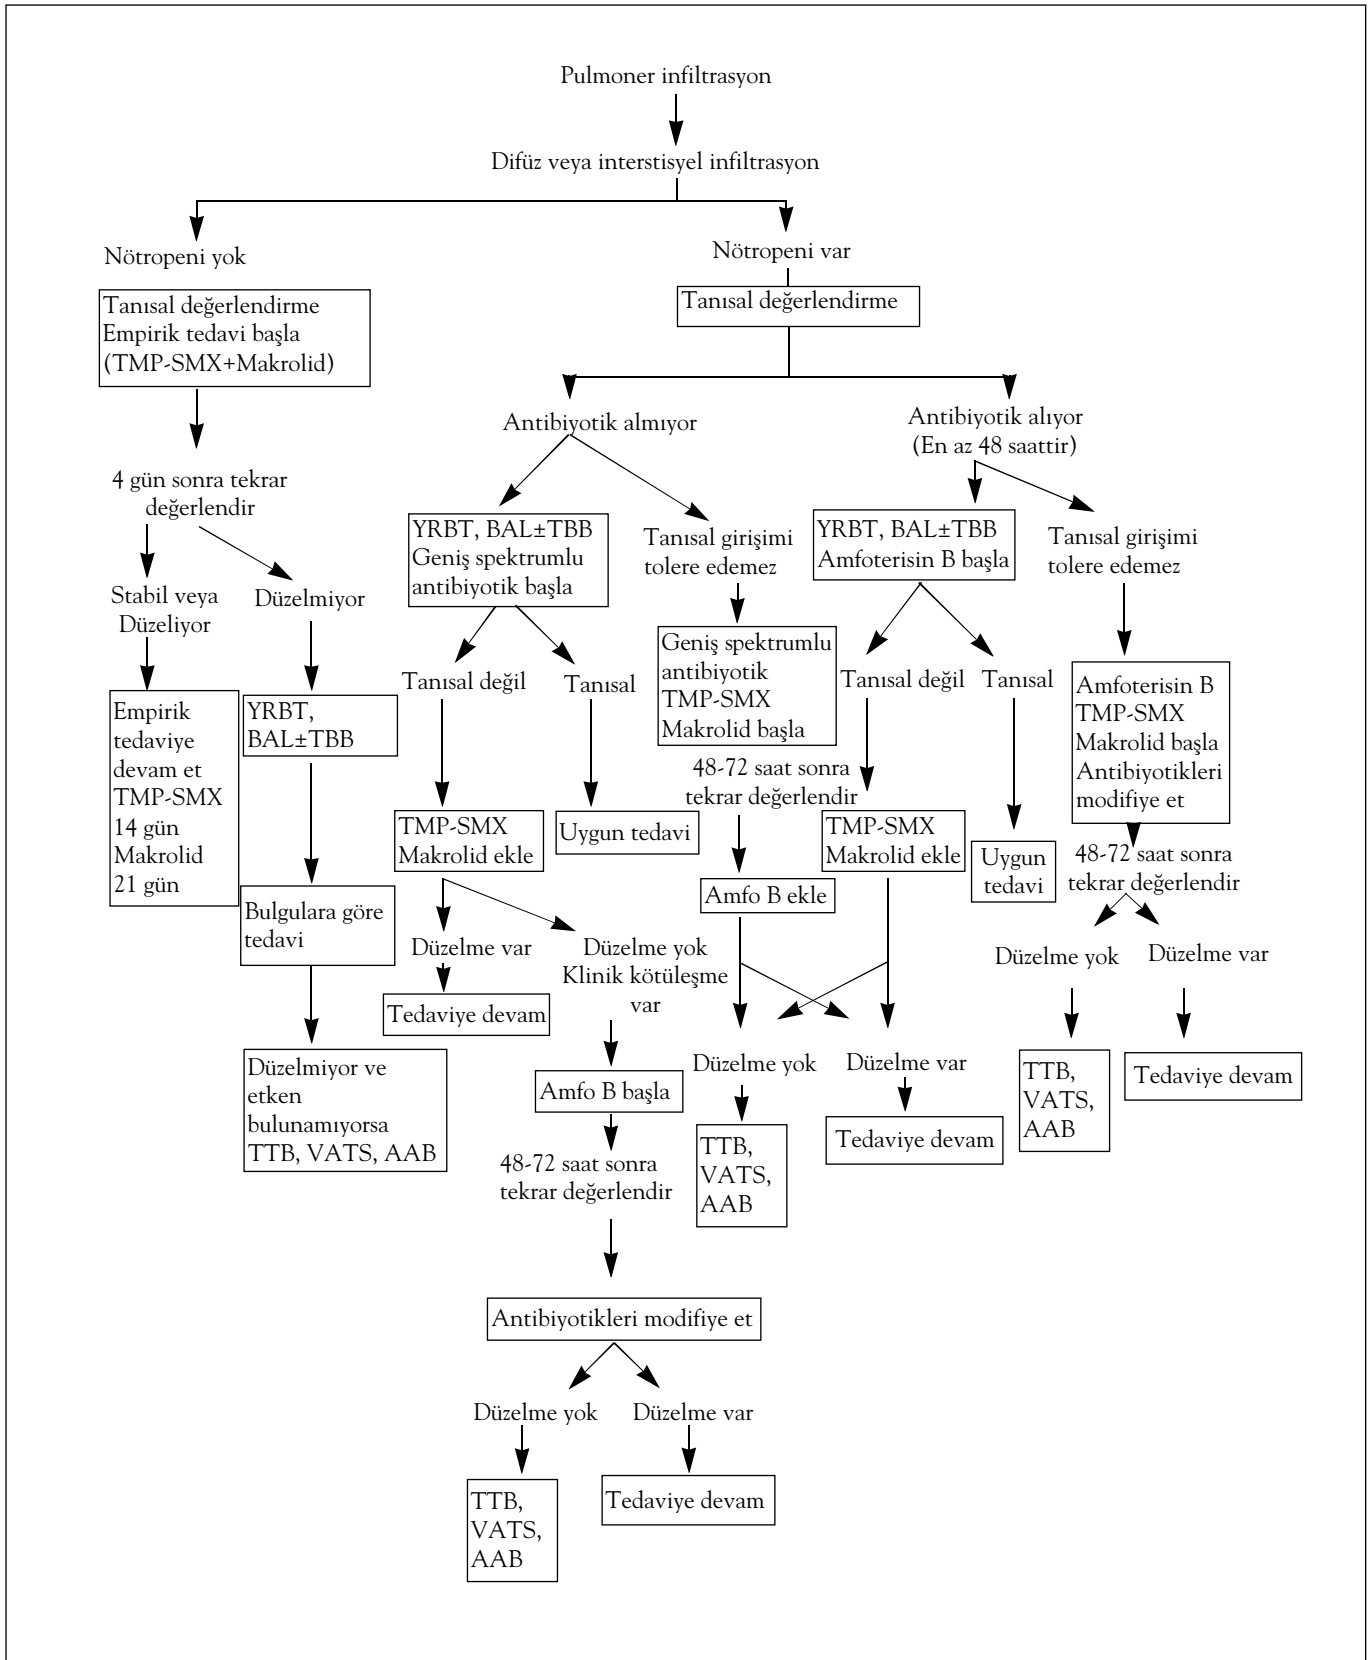 Pulmoner infiltrasyon
Difüz veya interstisyel infiltrasyon
Nötropeni yok
Nötropeni var
Tanısal değerlendirme
Empirik tedavi başla
(TMP-SMX+Makrolid)
Tanısal değerlendirme
Antibiyotik almıyor
Antibiyotik alıyor
(En az 48 saattir)
4 gün sonra tekrar
değerlendir
YRBT, BAL±TBB
Geniş spektrumlu
antibiyotik başla
Tanısal girişimi
tolere edemez
YRBT, BAL±TBB
Amfoterisin B başla
Tanısal girişimi
tolere edemez
Stabil veya
Düzeliyor
Düzelmiyor
Geniş spektrumlu
antibiyotik
TMP-SMX
Makrolid başla
Tanısal değil
Tanısal
Tanısal değil
Tanısal
Amfoterisin B
TMP-SMX
Makrolid başla
Antibiyotikleri
modifiye et
Empirik
tedaviye
devam et
TMP-SMX
14 gün
Makrolid
21 gün
YRBT,
BAL±TBB
48-72 saat sonra
tekrar değerlendir
TMP-SMX
Makrolid ekle
Uygun tedavi
TMP-SMX
Makrolid ekle
Uygun
tedavi
48-72 saat sonra
tekrar değerlendir
Amfo B ekle
Bulgulara göre
tedavi
Düzelme var
Düzelme yok
Klinik kötüleşme
var
Düzelme yok
Düzelme var
Tedaviye devam
Düzelmiyor ve
etken
bulunamıyorsa
TTB, VATS, AAB
Amfo B başla
Düzelme yok
Düzelme var
TTB,
VATS,
AAB
Tedaviye devam
TTB,
VATS,
AAB
Tedaviye devam
48-72 saat sonra
tekrar değerlendir
Antibiyotikleri modifiye et
Düzelme yok
Düzelme var
TTB,
VATS,
AAB
Tedaviye devam